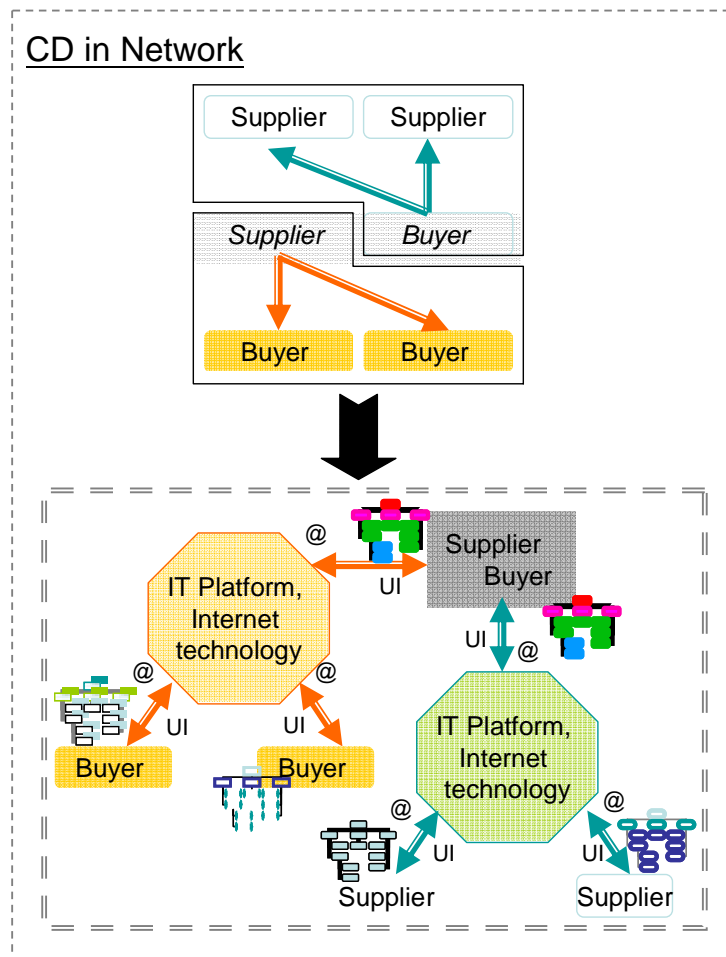 CD in Network
Supplier
Supplier
Supplier
Buyer
Buyer
Buyer
@
UI
Supplier
Buyer
IT Platform,
Internet
technology
@
@
UI
UI
Buyer
Buyer
UI
@
IT Platform,
Internet
technology
@
@
UI
UI
Supplier
Supplier